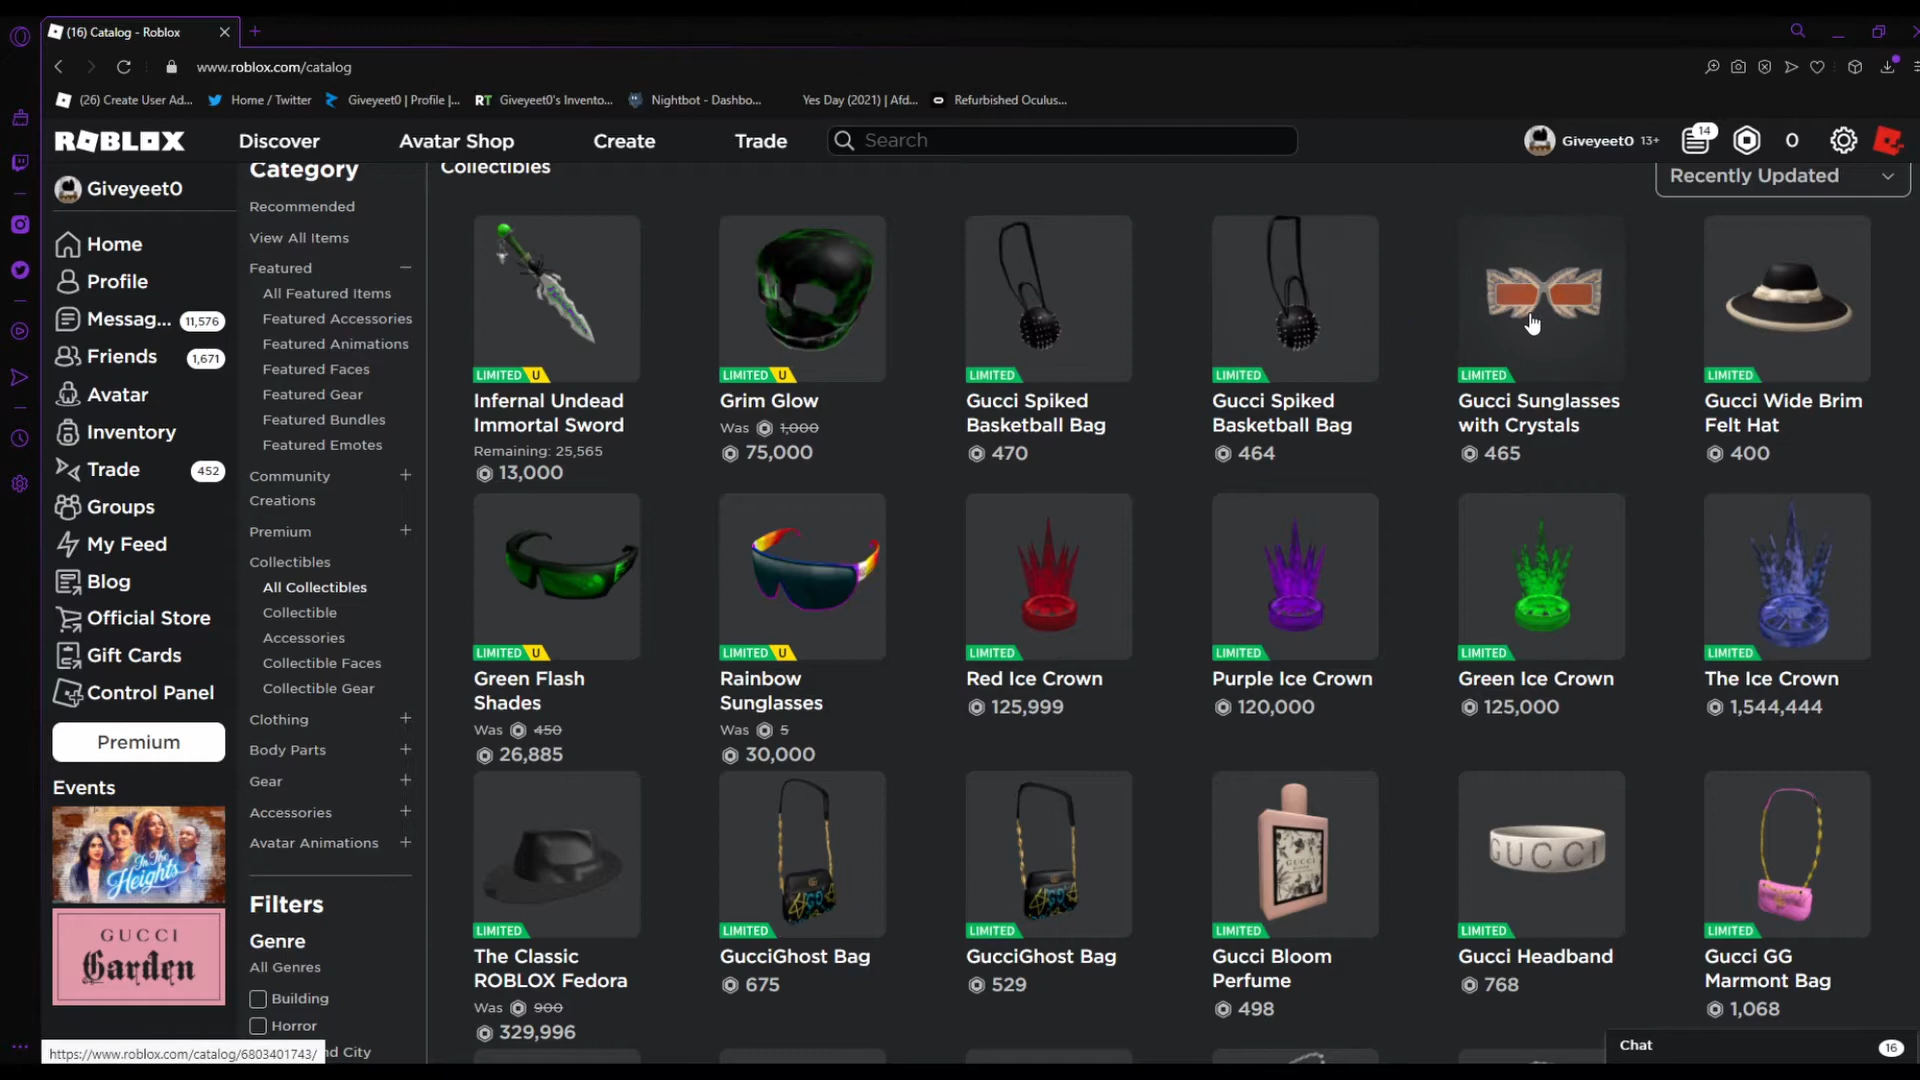 (16) Catalog - Roblox
www.roblox.com/catalog
(26) Create User Ad...
Home / Twitter
Giveyeet0 | Profile |...
RT
Giveyeet0's Invento...
Nightbot - Dashbo...
Yes Day (2021) | Afd...
Refurbished Oculus...
ROBLOX
Discover
Avatar Shop
Create
Trade
Search
Giveyeet0 13+
14
0
Giveyeet0
Home
Profile
Messag... 11,576
Friends 1,671
Avatar
Inventory
Trade 452
Groups
My Feed
Blog
Official Store
Gift Cards
Control Panel
Premium
Events
In The Heights
GUCCI
Garden
Category
Recommended
View All Items
Featured
All Featured Items
Featured Accessories
Featured Animations
Featured Faces
Featured Gear
Featured Bundles
Featured Emotes
Community
Creations
Premium
Collectibles
All Collectibles
Collectible
Accessories
Collectible Faces
Collectible Gear
Clothing
Body Parts
Gear
Accessories
Avatar Animations
Filters
Genre
All Genres
Building
Horror
nd City
https://www.roblox.com/catalog/6803401743/
Collectibles
Recently Updated
LIMITED U
Infernal Undead
Immortal Sword
Remaining: 25,565
13,000
LIMITED U
Grim Glow
Was 1,000
75,000
LIMITED
Gucci Spiked
Basketball Bag
470
LIMITED
Gucci Spiked
Basketball Bag
464
LIMITED
Gucci Sunglasses
with Crystals
465
LIMITED
Gucci Wide Brim
Felt Hat
400
LIMITED U
Green Flash
Shades
Was 450
26,885
LIMITED U
Rainbow
Sunglasses
Was 5
30,000
LIMITED
Red Ice Crown
125,999
LIMITED
Purple Ice Crown
120,000
LIMITED
Green Ice Crown
125,000
LIMITED
The Ice Crown
1,544,444
LIMITED
The Classic
ROBLOX Fedora
Was 900
329,996
LIMITED
GucciGhost Bag
675
LIMITED
GucciGhost Bag
529
GUCCI
LIMITED
Gucci Bloom
Perfume
498
GUCCI
LIMITED
Gucci Headband
768
LIMITED
Gucci GG
Marmont Bag
1,068
Chat
16